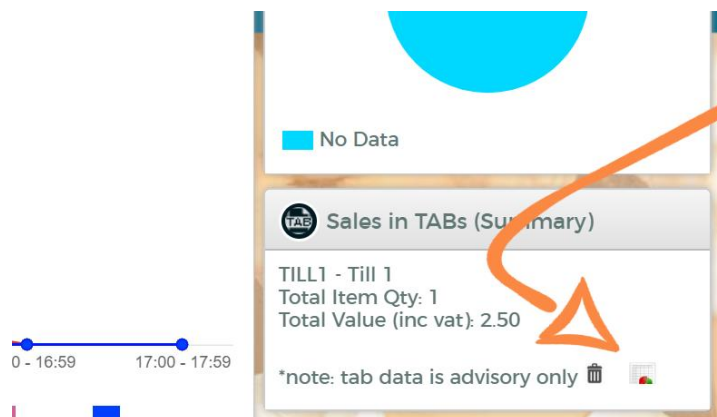 No Data
TAB
Sales in TABs (Summary)
TILL1 - Till 1
Total Item Qty: 1
Total Value (inc vat): 2.50
*note: tab data is advisory only
0 - 16:59
17:00 - 17:59